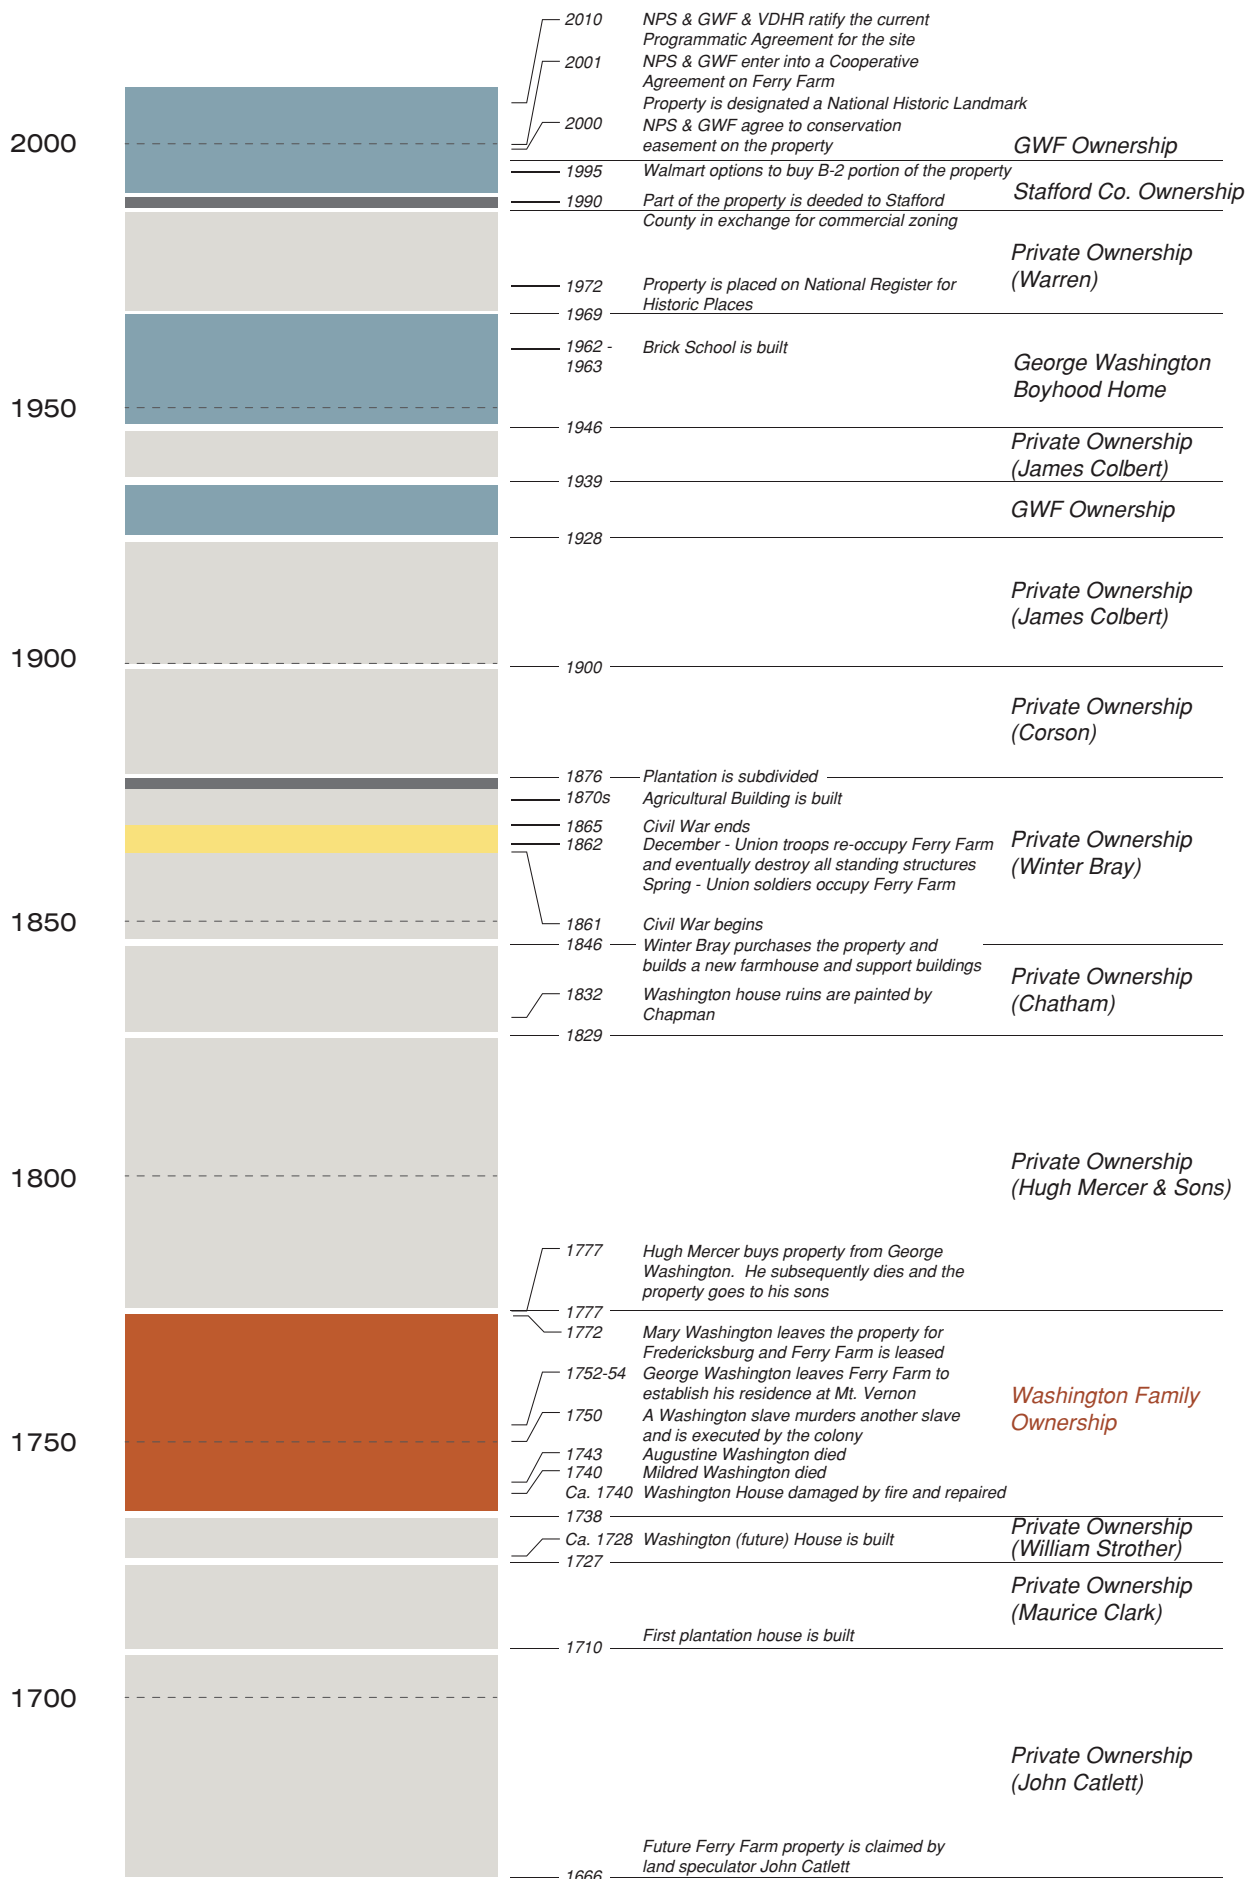 2010 NPS & GWF & VDHR ratify the current
Programmatic Agreement for the site
2001 NPS & GWF enter into a Cooperative
Agreement on Ferry Farm
Property is designated a National Historic Landmark
2000 NPS & GWF agree to conservation
easement on the property
2000
GWF Ownership
1995 Walmart options to buy B-2 portion of the property
Stafford Co. Ownership
1990 Part of the property is deeded to Stafford
County in exchange for commercial zoning
Private Ownership
(Warren)
1972 Property is placed on National Register for
Historic Places
1969
1962 - Brick School is built
1963
George Washington
Boyhood Home
1950
1946
Private Ownership
(James Colbert)
1939
GWF Ownership
1928
Private Ownership
(James Colbert)
1900
1900
Private Ownership
(Corson)
1876 Plantation is subdivided
1870s Agricultural Building is built
1865 Civil War ends
1862 December - Union troops re-occupy Ferry Farm
and eventually destroy all standing structures
Spring - Union soldiers occupy Ferry Farm
Private Ownership
(Winter Bray)
1850
1861 Civil War begins
1846 Winter Bray purchases the property and
builds a new farmhouse and support buildings
Private Ownership
(Chatham)
1832 Washington house ruins are painted by
Chapman
1829
1800
Private Ownership
(Hugh Mercer & Sons)
1777 Hugh Mercer buys property from George
Washington. He subsequently dies and the
property goes to his sons
1777
1772 Mary Washington leaves the property for
Fredericksburg and Ferry Farm is leased
1752-54 George Washington leaves Ferry Farm to
establish his residence at Mt. Vernon
Washington Family
Ownership
1750 A Washington slave murders another slave
and is executed by the colony
1750
1743 Augustine Washington died
1740 Mildred Washington died
Ca. 1740 Washington House damaged by fire and repaired
1738
Private Ownership
(William Strother)
Ca. 1728 Washington (future) House is built
1727
Private Ownership
(Maurice Clark)
First plantation house is built
1710
1700
Private Ownership
(John Catlett)
Future Ferry Farm property is claimed by
land speculator John Catlett
1666